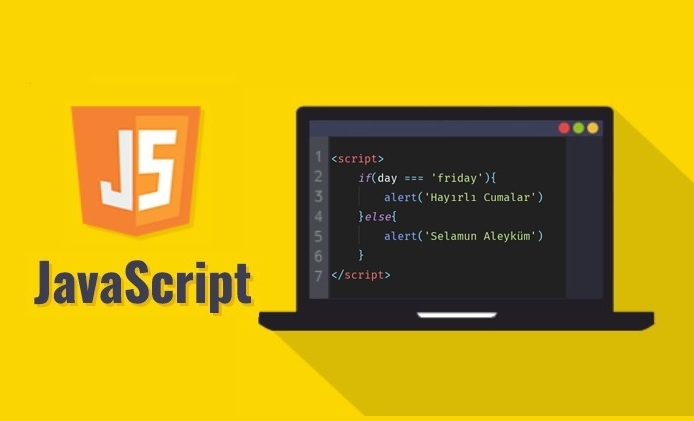 JS
JavaScript
1 <script>
2 if(day === 'friday'){
3 alert('Hayırlı Cumalar')
4 }else{
5 alert('Selamun Aleyküm')
6 }
7 </script>